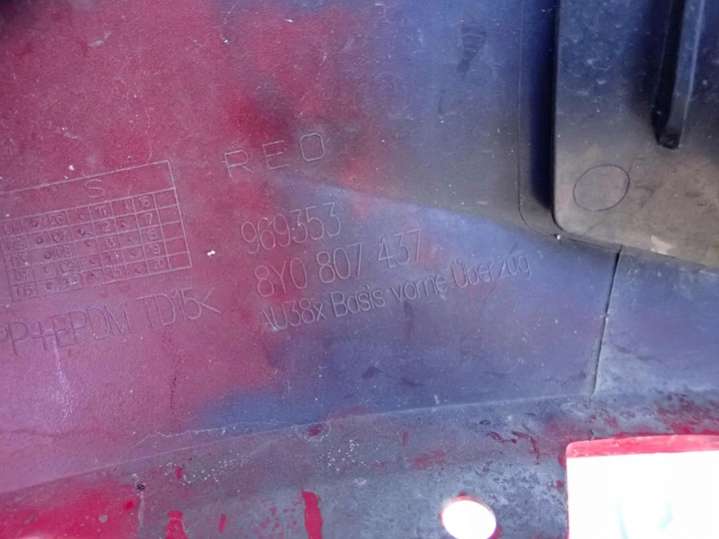 REO
S
969353
8Y0 807 437
PP+EPDM TD15<
AU38x Basis vorne Überzug